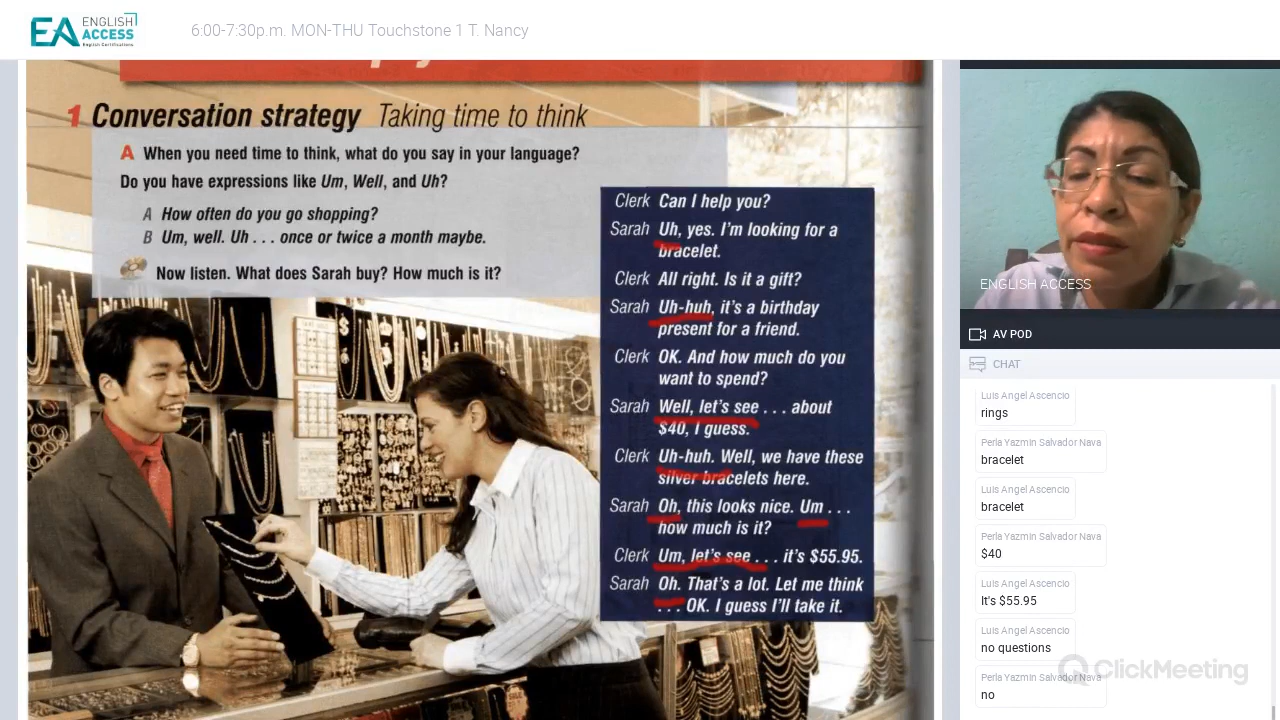 EA ENGLISH
ACCESS
English Certifications
6:00-7:30p.m. MON-THU Touchstone 1 T. Nancy
1 Conversation strategy Taking time to think
A When you need time to think, what do you say in your language?
Do you have expressions like Um, Well, and Uh?
A How often do you go shopping?
B Um, well. Uh . . . once or twice a month maybe.
Now listen. What does Sarah buy? How much is it?
Clerk Can I help you?
Sarah Uh, yes. I'm looking for a
bracelet.
Clerk All right. Is it a gift?
Sarah Uh-huh, it's a birthday
present for a friend.
Clerk OK. And how much do you
want to spend?
Sarah Well, let's see . . . about
$40, I guess.
Clerk Uh-huh. Well, we have these
silver bracelets here.
Sarah Oh, this looks nice. Um . . .
how much is it?
Clerk Um, let's see . . . it's $55.95.
Sarah Oh. That's a lot. Let me think
. . . OK. I guess I'll take it.
ENGLISH ACCESS
AV POD
CHAT
Luis Angel Ascencio
rings
Perla Yazmin Salvador Nava
bracelet
Luis Angel Ascencio
bracelet
Perla Yazmin Salvador Nava
$40
Luis Angel Ascencio
It's $55.95
Luis Angel Ascencio
no questions
Perla Yazmin Salvador Nava
no
ClickMeeting